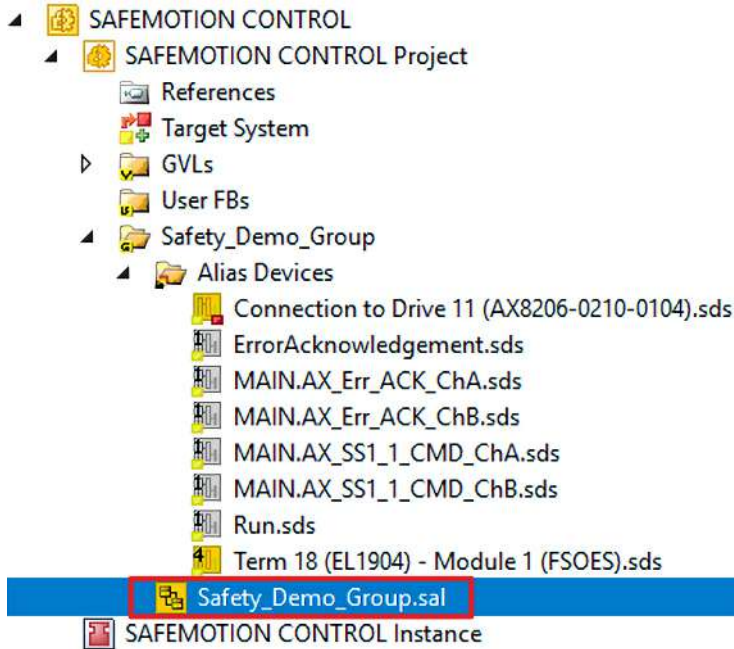 SAFEMOTION CONTROL
SAFEMOTION CONTROL Project
References
Target System
GVLs
User FBs
Safety_Demo_Group
Alias Devices
Connection to Drive 11 (AX8206-0210-0104).sds
ErrorAcknowledgement.sds
MAIN.AX_Err_ACK_ChA.sds
MAIN.AX_Err_ACK_ChB.sds
MAIN.AX_SS1_1_CMD_ChA.sds
MAIN.AX_SS1_1_CMD_ChB.sds
Run.sds
Term 18 (EL1904) - Module 1 (FSOES).sds
Safety_Demo_Group.sal
SAFEMOTION CONTROL Instance